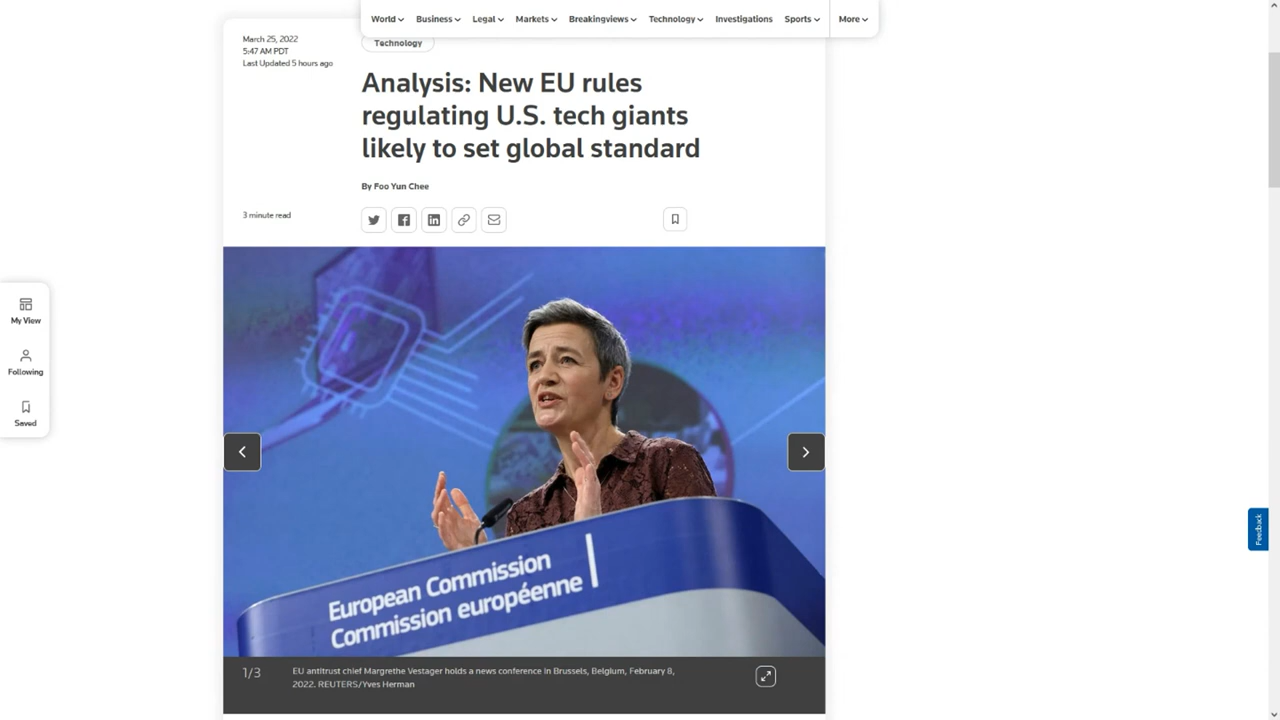 World Business Legal Markets Breakingviews Technology Investigations Sports More
March 25, 2022
5:47 AM PDT
Last Updated 5 hours ago
Technology
Analysis: New EU rules
regulating U.S. tech giants
likely to set global standard
By Foo Yun Chee
3 minute read
My View
Following
Saved
European Commission
Commission européenne
Feedback
1/3
EU antitrust chief Margrethe Vestager holds a news conference in Brussels, Belgium, February 8,
2022. REUTERS/Yves Herman